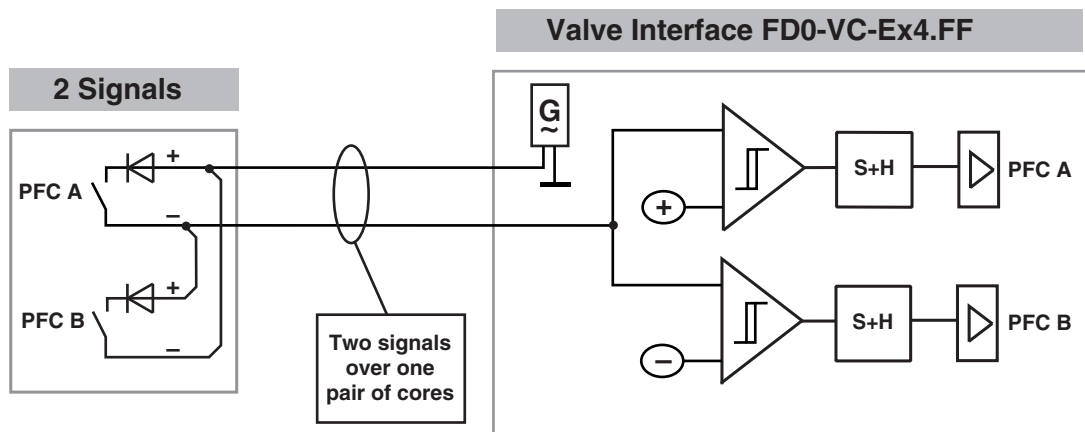 Valve Interface FD0-VC-Ex4.FF
2 Signals
G
~
+
PFC A
–
+
PFC B
–
Two signals
over one
pair of cores
+
S+H
PFC A
–
S+H
PFC B